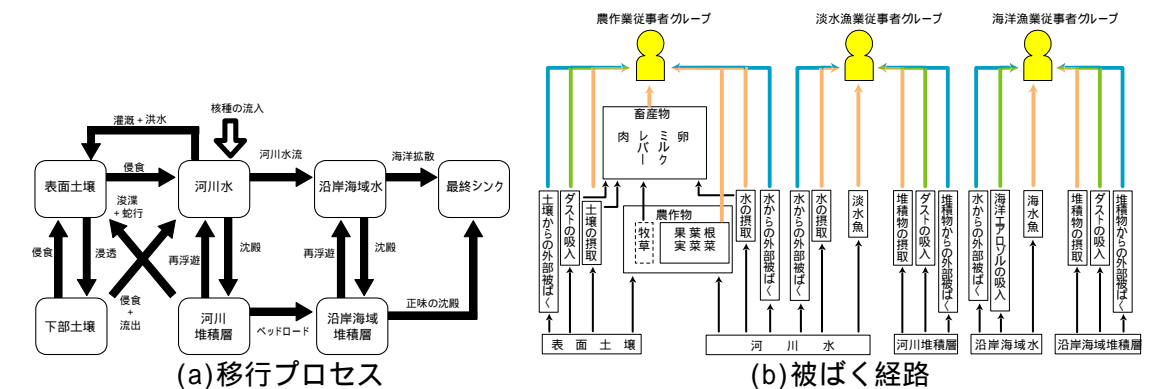 核種の流入
灌漑+洪水
河川水流
海洋拡散
侵食
表面土壌
河川水
沿岸海域水
最終シンク
浚渫
+蛇行
侵食
浸透
再浮遊
沈殿
再浮遊
沈殿
侵食
+
流出
正味の沈殿
下部土壌
河川
堆積層
ベッドロード
沿岸海域
堆積層
(a)移行プロセス
農作業従事者グループ
淡水漁業従事者グループ
海洋漁業従事者グループ
畜産物
肉
レバー
ミルク
卵
農作物
牧草
果実
葉菜
根菜
土壌からの外部被ばく
ダストの吸入
土壌の摂取
水の摂取
水からの外部被ばく
水からの外部被ばく
水の摂取
淡水魚
堆積物の摂取
ダストの吸入
堆積物からの外部被ばく
水からの外部被ばく
海洋エアロゾルの吸入
海水魚
堆積物の摂取
ダストの吸入
堆積物からの外部被ばく
表面土壌
河川水
河川堆積層
沿岸海域水
沿岸海域堆積層
(b)被ばく経路